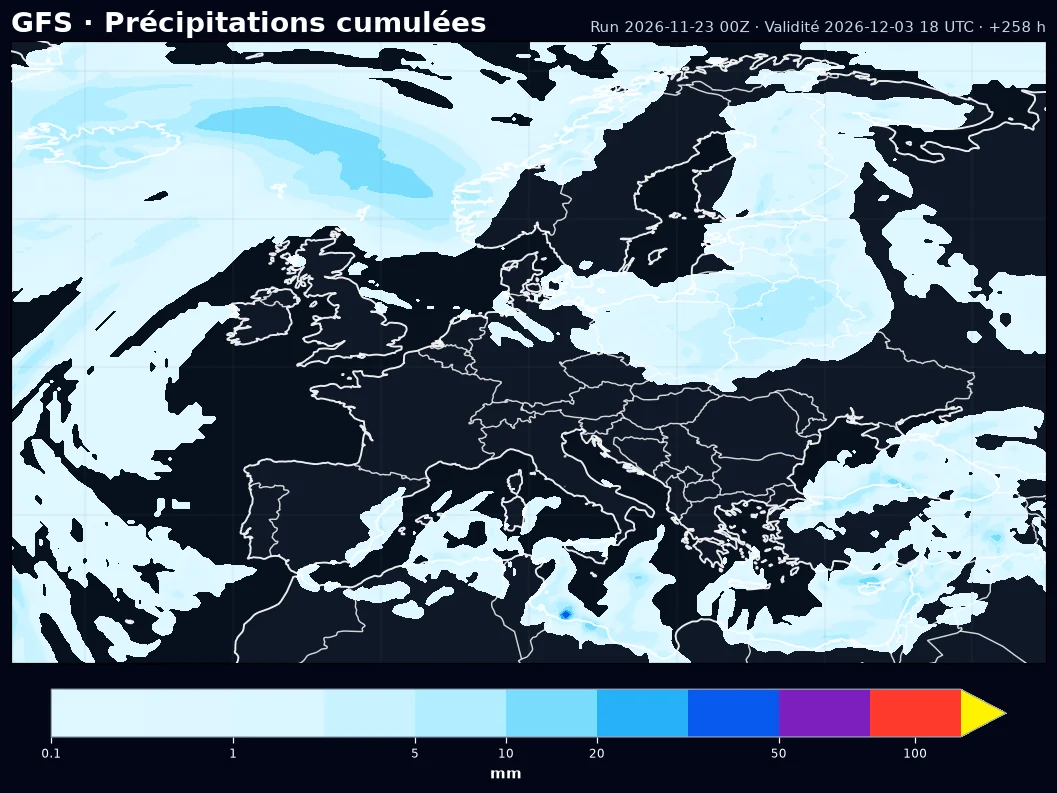 GFS · Précipitations cumulées
Run 2026-11-23 00Z · Validité 2026-12-03 18 UTC · +258 h
0.1 1 5 10 20 50 100
mm